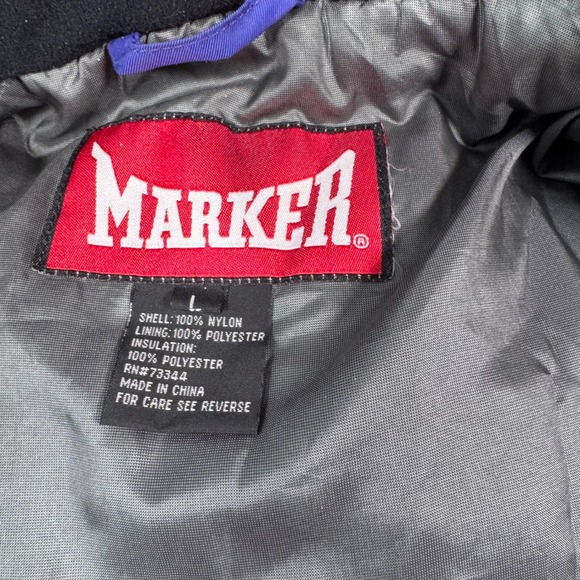 MARKER®
L
SHELL: 100% NYLON
LINING: 100% POLYESTER
INSULATION:
100% POLYESTER
RN#73344
MADE IN CHINA
FOR CARE SEE REVERSE